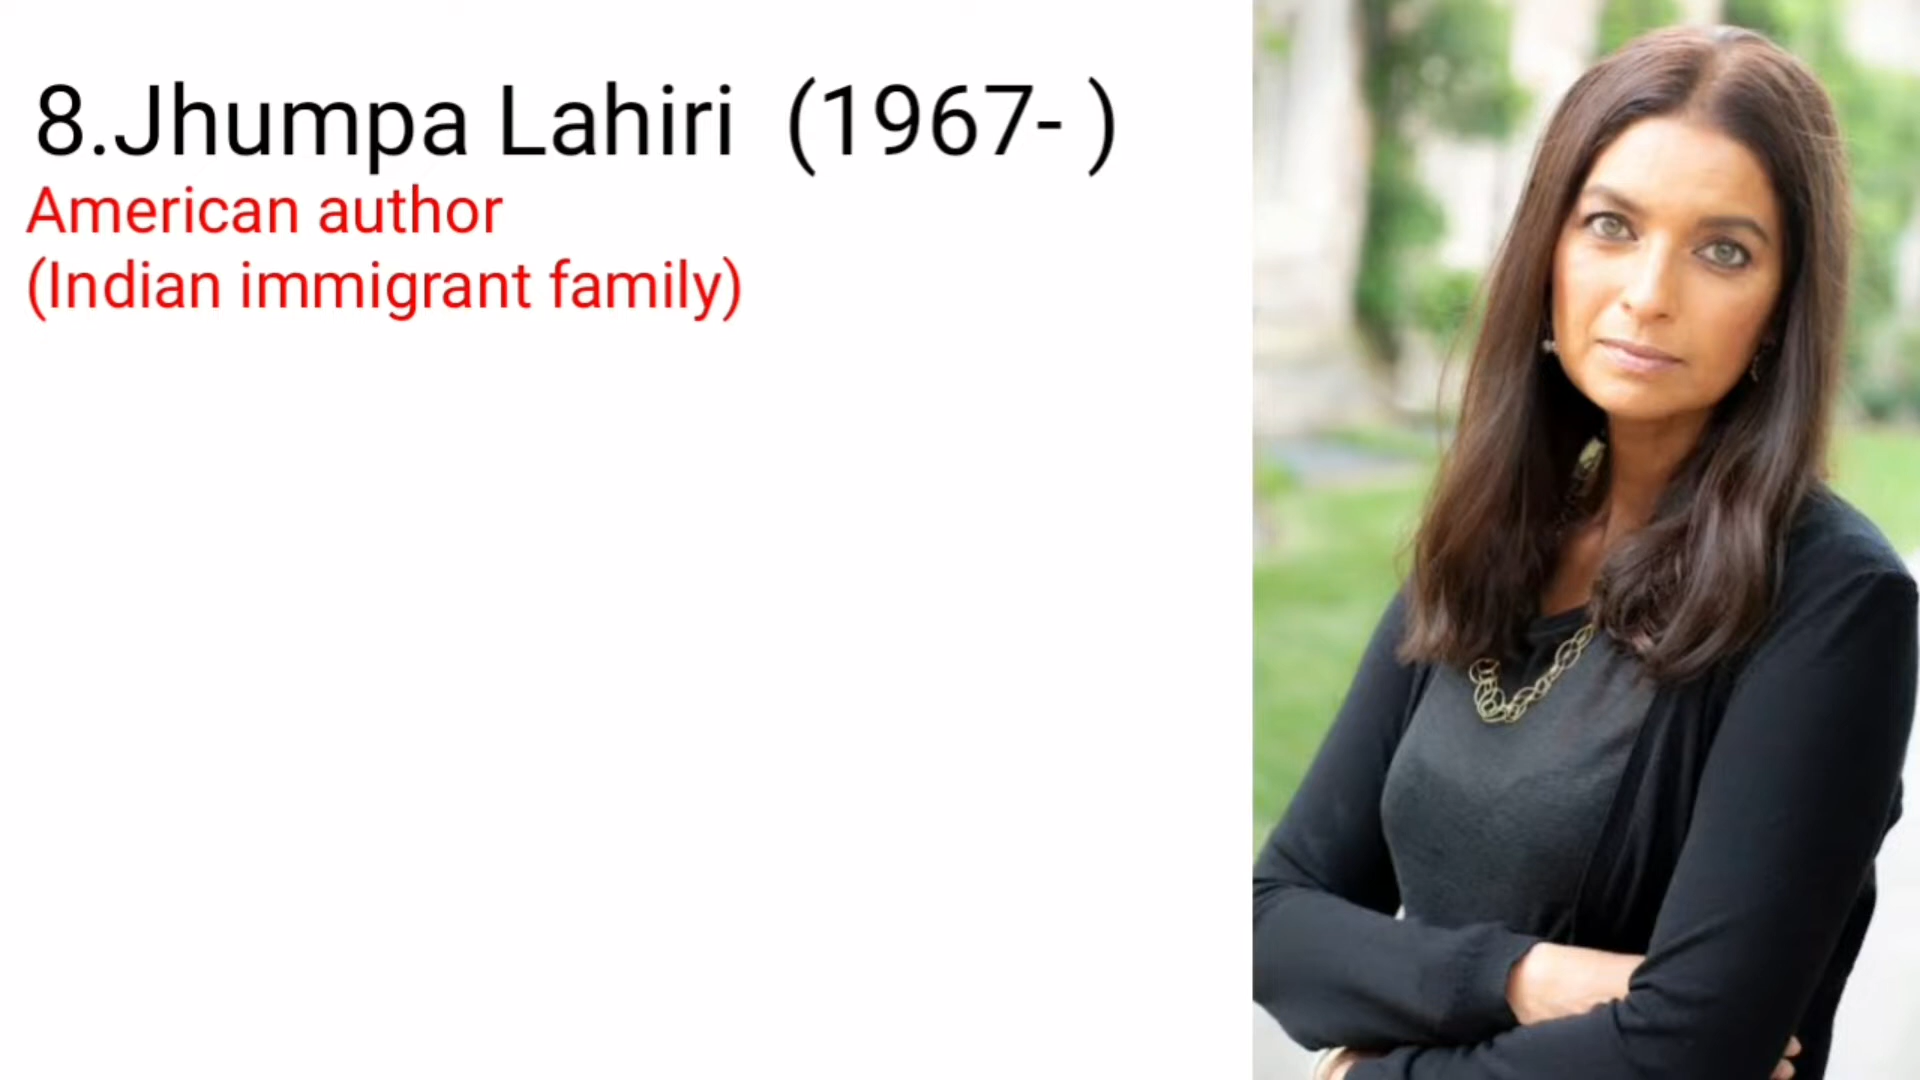 8.Jhumpa Lahiri (1967- )
American author
(Indian immigrant family)